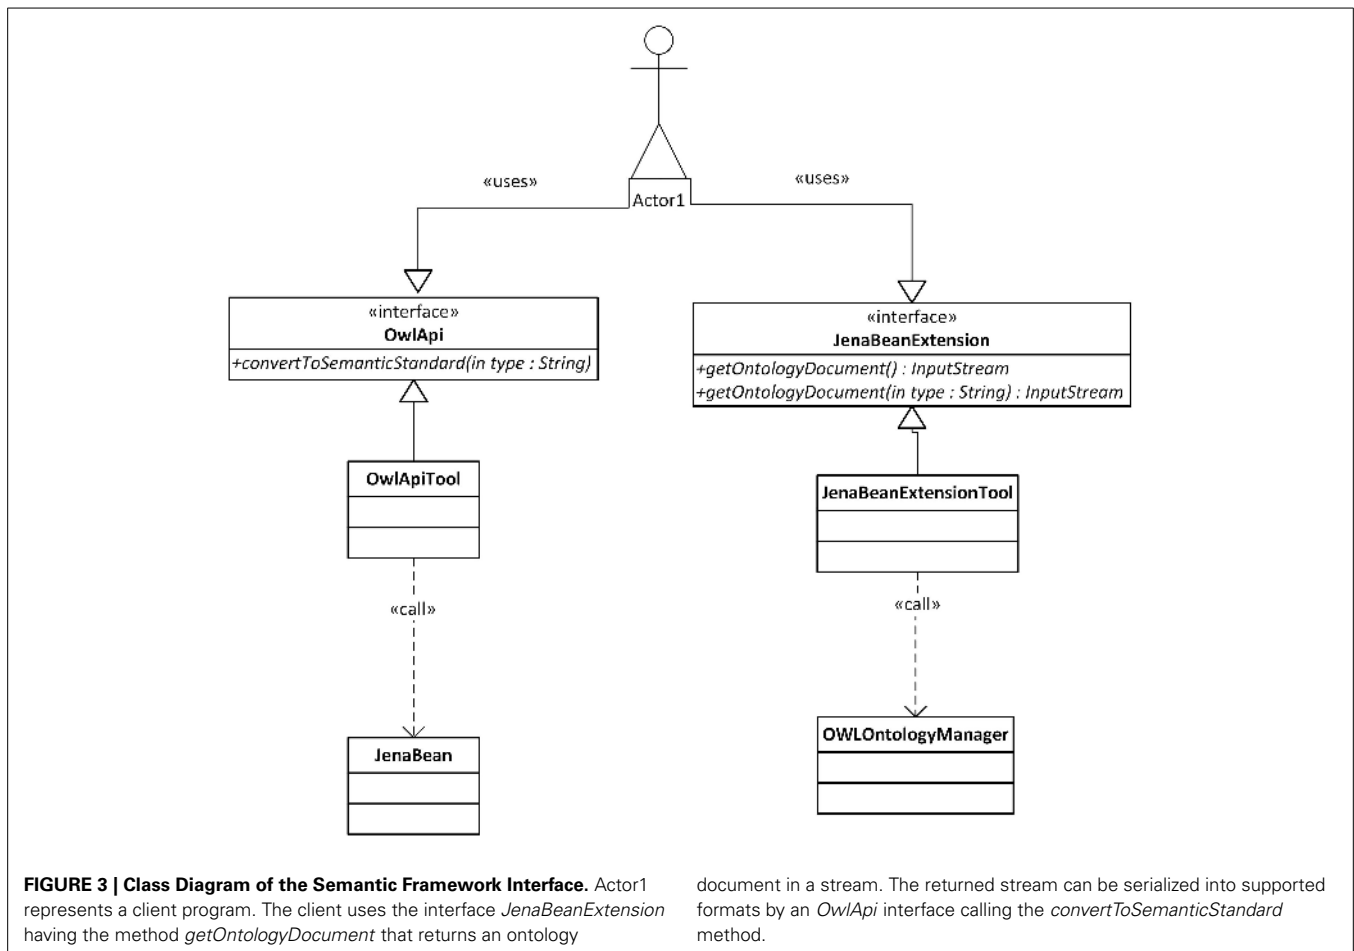 «uses»
«uses»
Actor1
«interface»
OwlApi
+convertToSemanticStandard(in type : String)
«interface»
JenaBeanExtension
+getOntologyDocument() : InputStream
+getOntologyDocument(in type : String) : InputStream
OwlApiTool
JenaBeanExtensionTool
«call»
«call»
JenaBean
OWLOntologyManager
FIGURE 3 | Class Diagram of the Semantic Framework Interface. Actor1
represents a client program. The client uses the interface JenaBeanExtension
having the method getOntologyDocument that returns an ontology
document in a stream. The returned stream can be serialized into supported
formats by an OwlApi interface calling the convertToSemanticStandard
method.